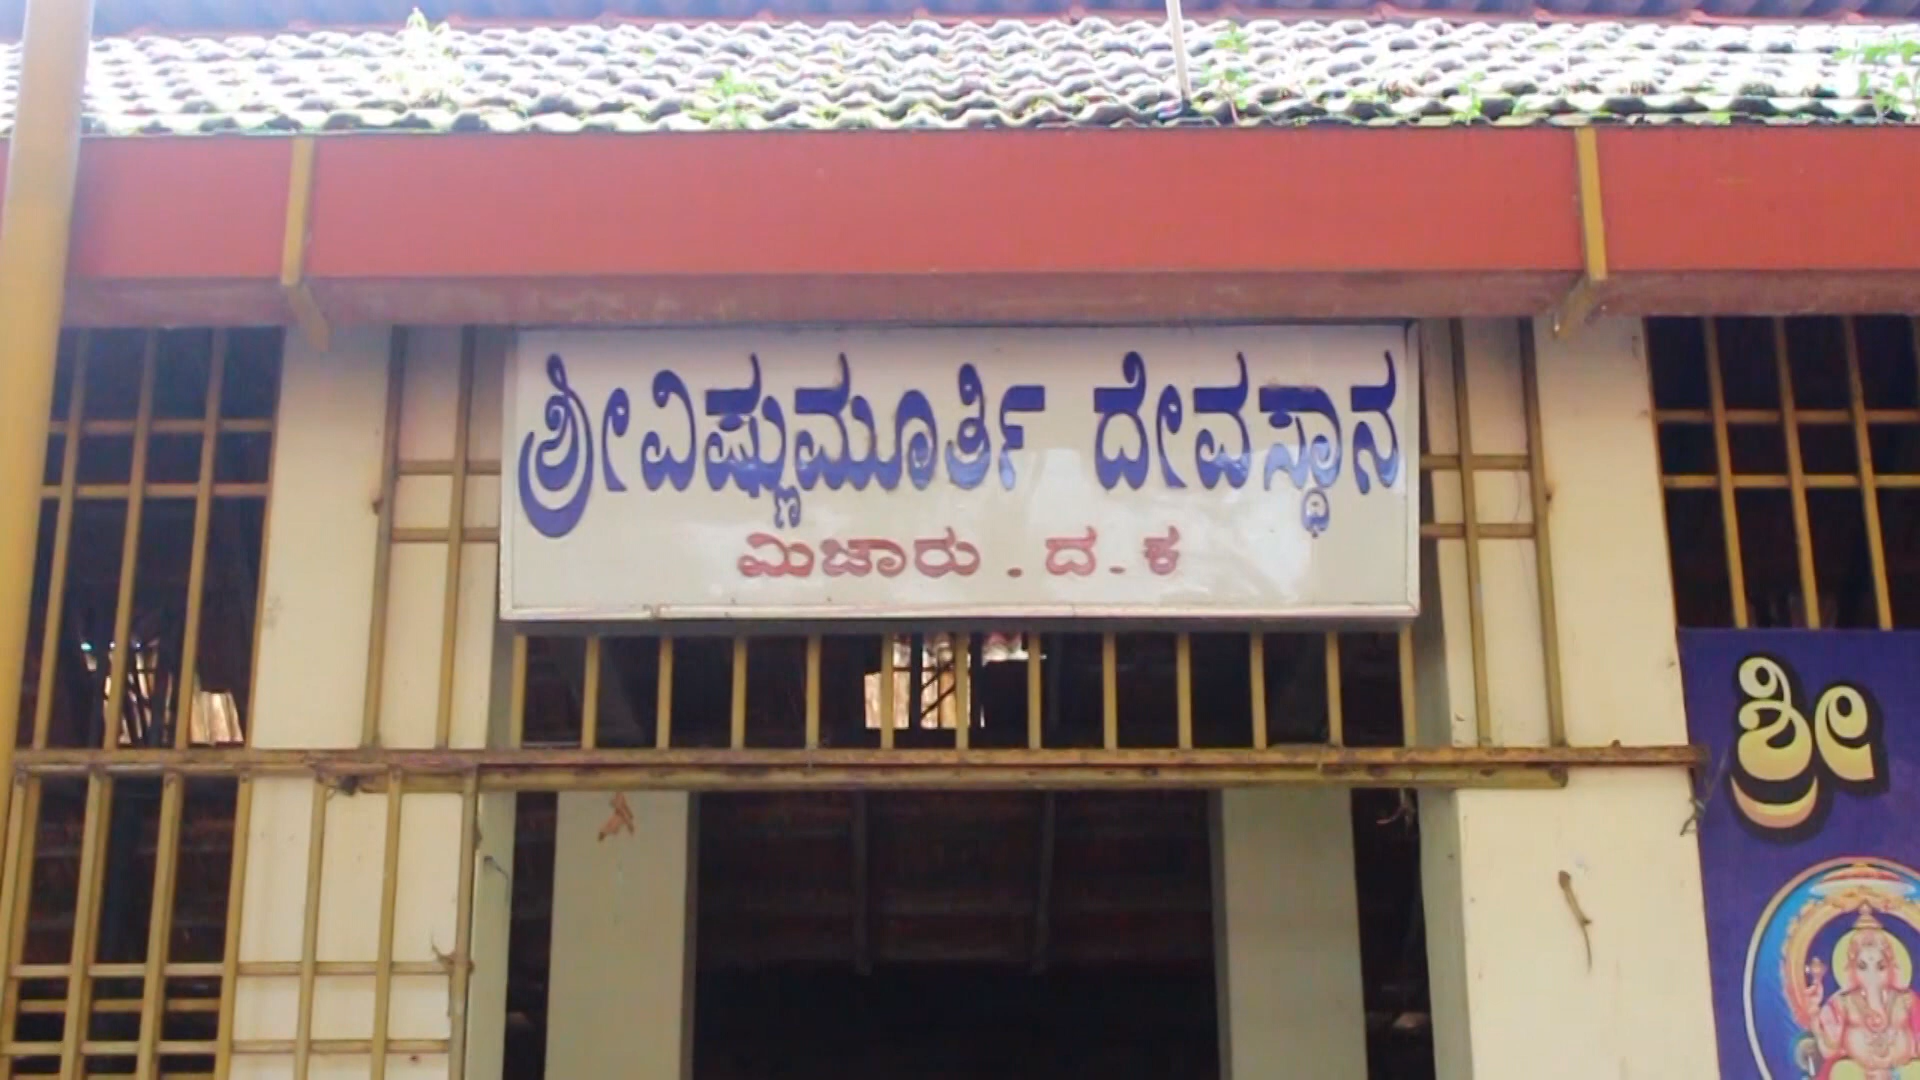 ಶ್ರೀ ವಿಷ್ಣುಮೂರ್ತಿ ದೇವಸ್ಥಾನ
ಮಿಜಾರು . ದ . ಕ
ಶ್ರೀ